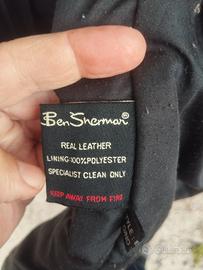 Ben Sherman®
REAL LEATHER
LINING:100%POLYESTER
SPECIALIST CLEAN ONLY
KEEP AWAY FROM FIRE